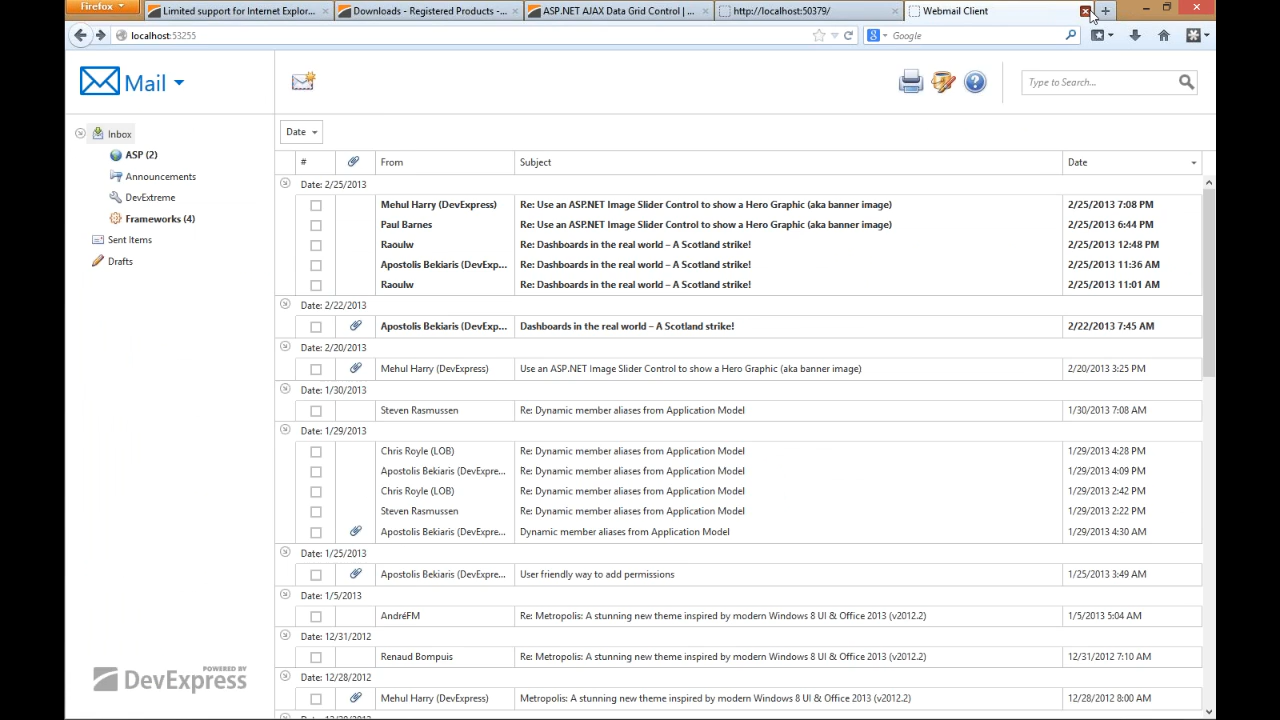 Firefox
Limited support for Internet Explor...
Downloads - Registered Products -...
ASP.NET AJAX Data Grid Control | ...
http://localhost:50379/
Webmail Client
localhost:53255
Google
Mail
Type to Search...
Inbox
ASP (2)
Announcements
DevExtreme
Frameworks (4)
Sent Items
Drafts
Date
# From Subject Date
Date: 2/25/2013
Mehul Harry (DevExpress) Re: Use an ASP.NET Image Slider Control to show a Hero Graphic (aka banner image) 2/25/2013 7:08 PM
Paul Barnes Re: Use an ASP.NET Image Slider Control to show a Hero Graphic (aka banner image) 2/25/2013 6:44 PM
Raoulw Re: Dashboards in the real world – A Scotland strike! 2/25/2013 12:48 PM
Apostolis Bekiaris (DevExp... Re: Dashboards in the real world – A Scotland strike! 2/25/2013 11:36 AM
Raoulw Re: Dashboards in the real world – A Scotland strike! 2/25/2013 11:01 AM
Date: 2/22/2013
Apostolis Bekiaris (DevExp... Dashboards in the real world – A Scotland strike! 2/22/2013 7:45 AM
Date: 2/20/2013
Mehul Harry (DevExpress) Use an ASP.NET Image Slider Control to show a Hero Graphic (aka banner image) 2/20/2013 3:25 PM
Date: 1/30/2013
Steven Rasmussen Re: Dynamic member aliases from Application Model 1/30/2013 7:08 AM
Date: 1/29/2013
Chris Royle (LOB) Re: Dynamic member aliases from Application Model 1/29/2013 4:28 PM
Apostolis Bekiaris (DevExpre... Re: Dynamic member aliases from Application Model 1/29/2013 4:09 PM
Chris Royle (LOB) Re: Dynamic member aliases from Application Model 1/29/2013 2:42 PM
Steven Rasmussen Re: Dynamic member aliases from Application Model 1/29/2013 2:22 PM
Apostolis Bekiaris (DevExpre... Dynamic member aliases from Application Model 1/29/2013 4:30 AM
Date: 1/25/2013
Apostolis Bekiaris (DevExpre... User friendly way to add permissions 1/25/2013 3:49 AM
Date: 1/5/2013
AndréFM Re: Metropolis: A stunning new theme inspired by modern Windows 8 UI & Office 2013 (v2012.2) 1/5/2013 5:04 AM
Date: 12/31/2012
Renaud Bompuis Re: Metropolis: A stunning new theme inspired by modern Windows 8 UI & Office 2013 (v2012.2) 12/31/2012 7:10 AM
Date: 12/28/2012
Mehul Harry (DevExpress) Metropolis: A stunning new theme inspired by modern Windows 8 UI & Office 2013 (v2012.2) 12/28/2012 8:00 AM
POWERED BY
DevExpress